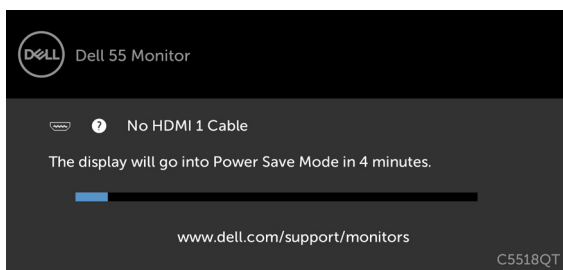 DELL Dell 55 Monitor
? No HDMI 1 Cable
The display will go into Power Save Mode in 4 minutes.
www.dell.com/support/monitors
C5518QT